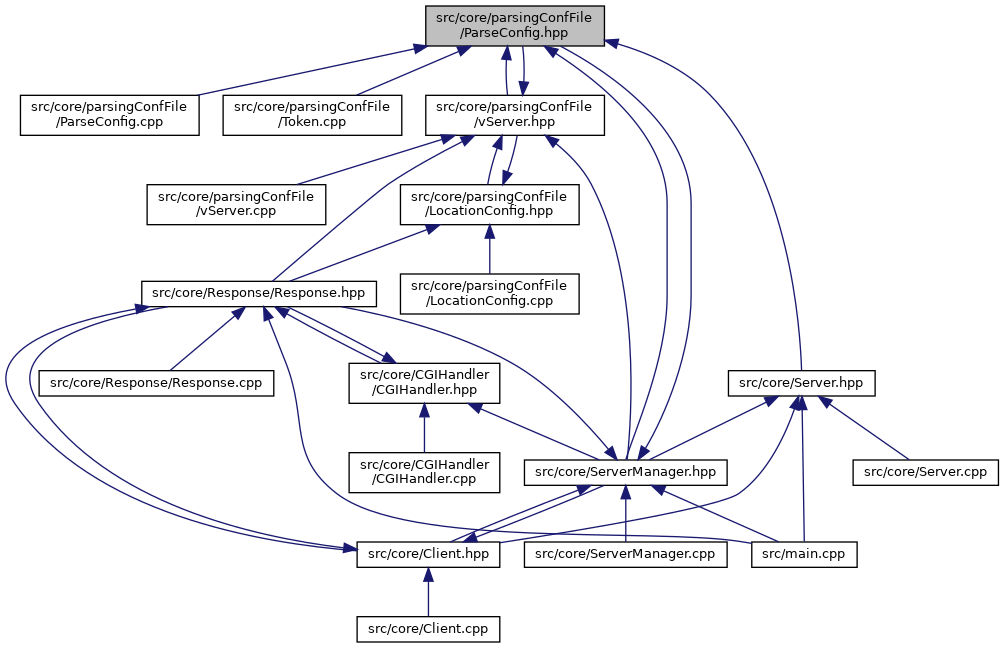 src/core/parsingConfFile
/ParseConfig.hpp
src/core/parsingConfFile
/ParseConfig.cpp
src/core/parsingConfFile
/Token.cpp
src/core/parsingConfFile
/vServer.hpp
src/core/parsingConfFile
/vServer.cpp
src/core/parsingConfFile
/LocationConfig.hpp
src/core/parsingConfFile
/LocationConfig.cpp
src/core/Response/Response.hpp
src/core/Response/Response.cpp
src/core/CGIHandler
/CGIHandler.hpp
src/core/Server.hpp
src/core/CGIHandler
/CGIHandler.cpp
src/core/ServerManager.hpp
src/core/Server.cpp
src/core/Client.hpp
src/core/ServerManager.cpp
src/main.cpp
src/core/Client.cpp